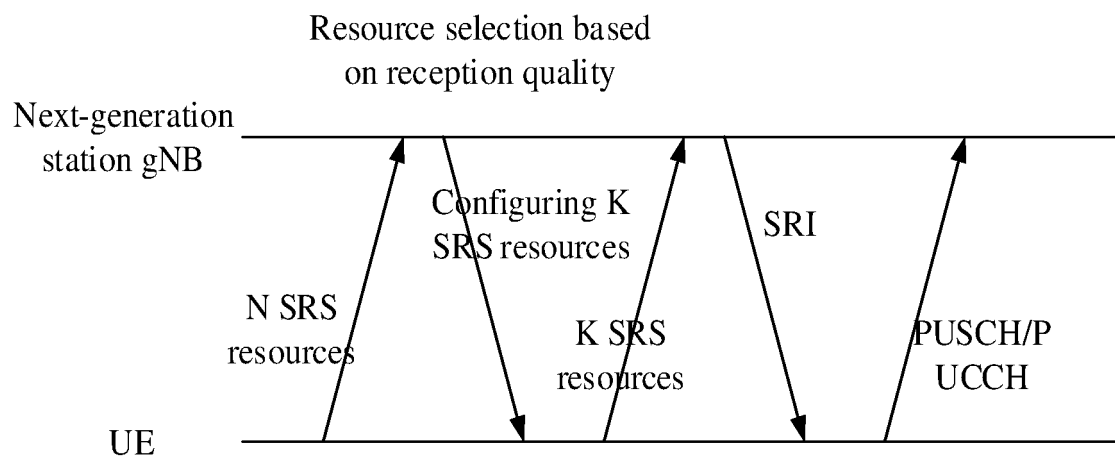 Resource selection based
on reception quality
Next-generation
station gNB
Configuring K
SRS resources
SRI
N SRS
resources
K SRS
resources
PUSCH/P
UCCH
UE